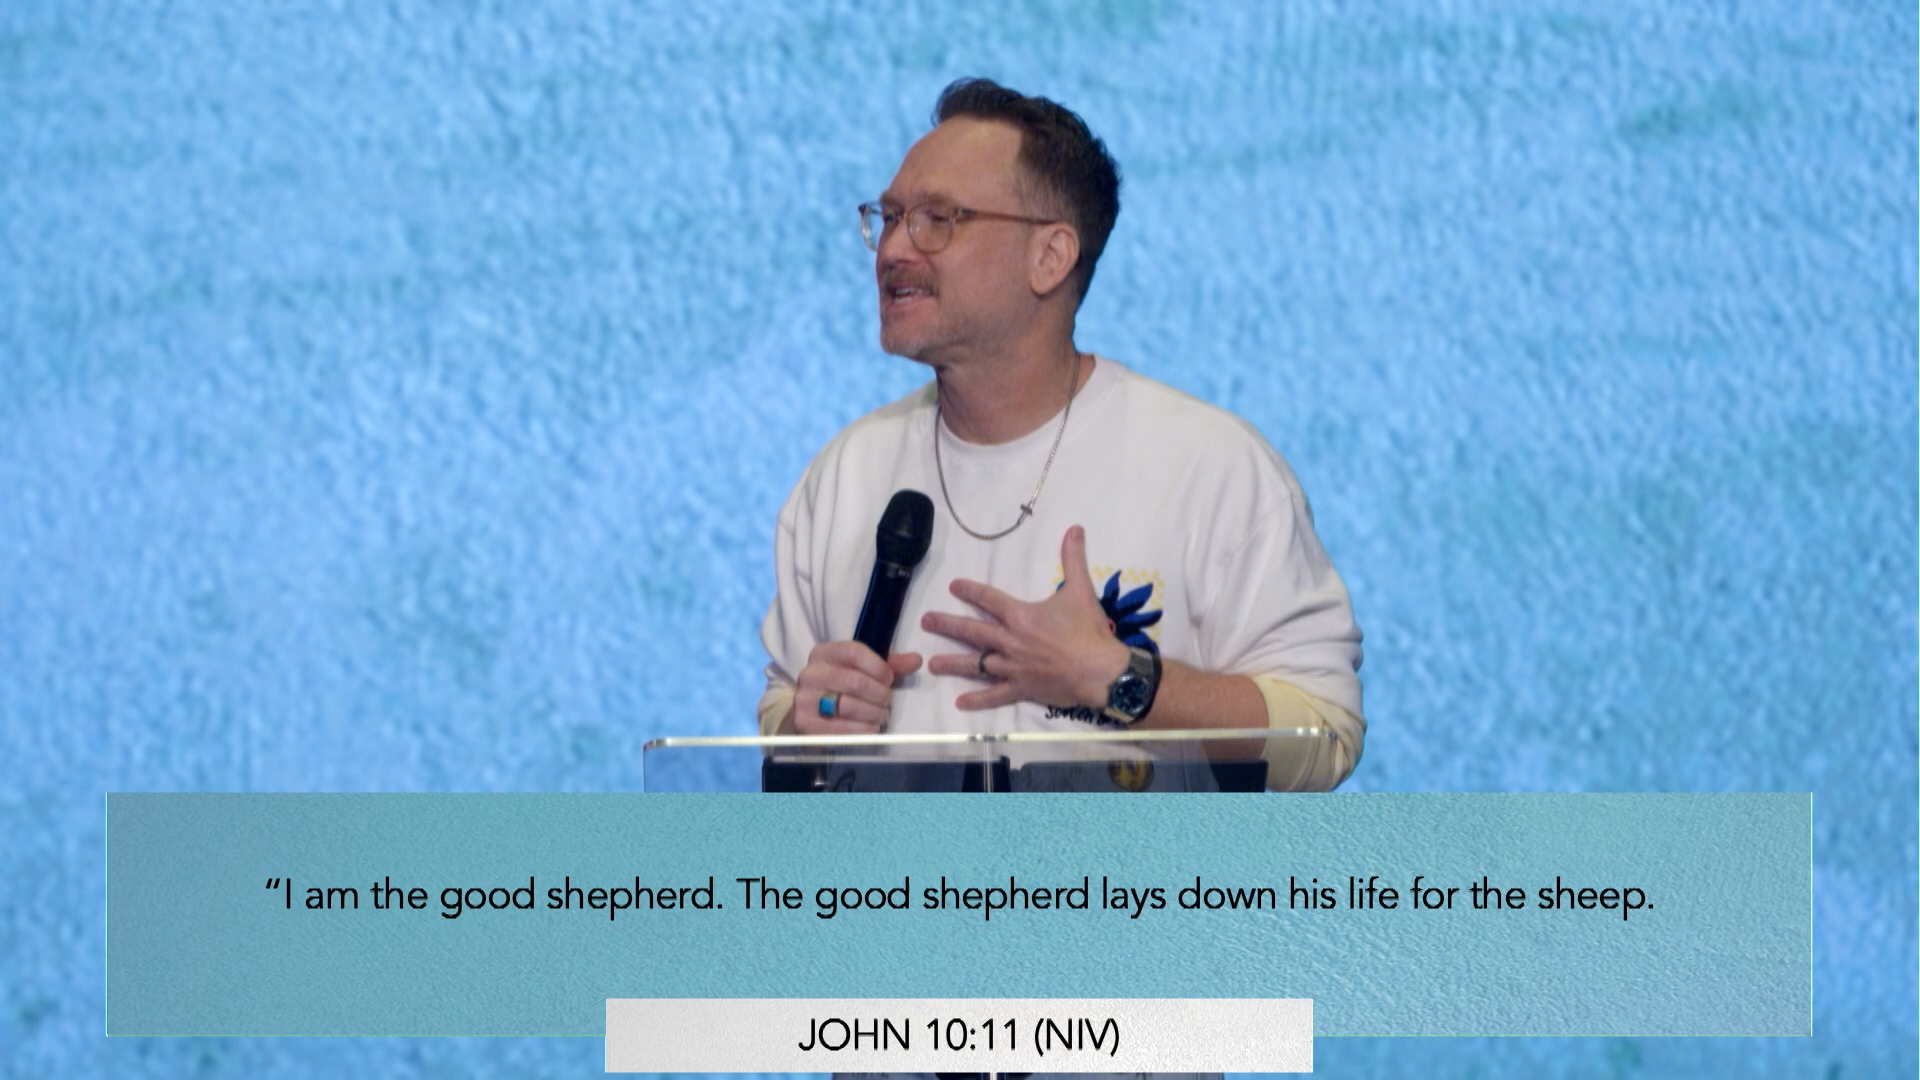 “I am the good shepherd. The good shepherd lays down his life for the sheep.
JOHN 10:11 (NIV)